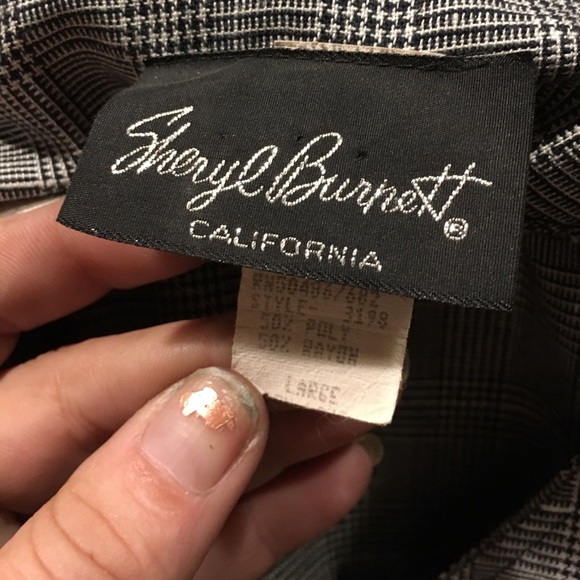 Sheryl Burnett®
CALIFORNIA
STYLE- 3198
50% POLY
50% RAYON
LARGE